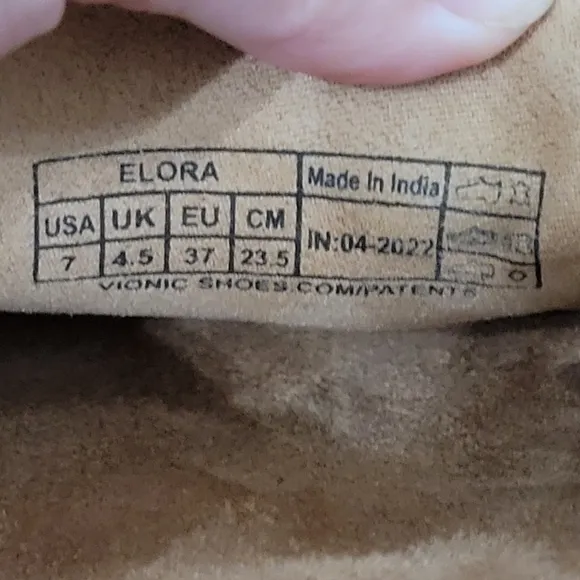 ELORA
Made In India
USA UK EU CM
7 4.5 37 23.5
IN:04-2022
VIONIC SHOES.COM/PATENTS